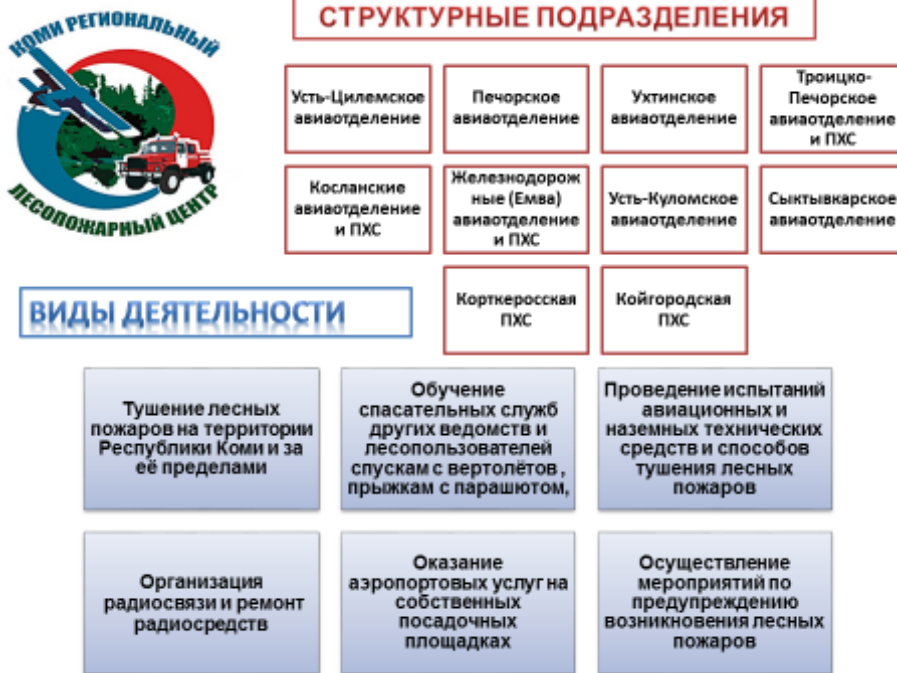 КОМИ РЕГИОНАЛЬНЫЙ
ЛЕСОПОЖАРНЫЙ ЦЕНТР
СТРУКТУРНЫЕ ПОДРАЗДЕЛЕНИЯ
Усть-Цилемское
авиаотделение
Печорское
авиаотделение
Ухтинское
авиаотделение
Троицко-
Печорское
авиаотделение
и ПХС
Косланские
авиаотделение
и ПХС
Железнодорож
ные (Емва)
авиаотделение
и ПХС
Усть-Куломское
авиаотделение
Сыктывкарское
авиаотделение
Корткеросская
ПХС
Койгородская
ПХС
ВИДЫ ДЕЯТЕЛЬНОСТИ
Тушение лесных
пожаров на территории
Республики Коми и за
её пределами
Обучение
спасательных служб
других ведомств и
лесопользователей
спускам с вертолётов ,
прыжкам с парашютом,
Проведение испытаний
авиационных и
наземных технических
средств и способов
тушения лесных
пожаров
Организация
радиосвязи и ремонт
радиосредств
Оказание
аэропортовых услуг на
собственных
посадочных
площадках
Осуществление
мероприятий по
предупреждению
возникновения лесных
пожаров